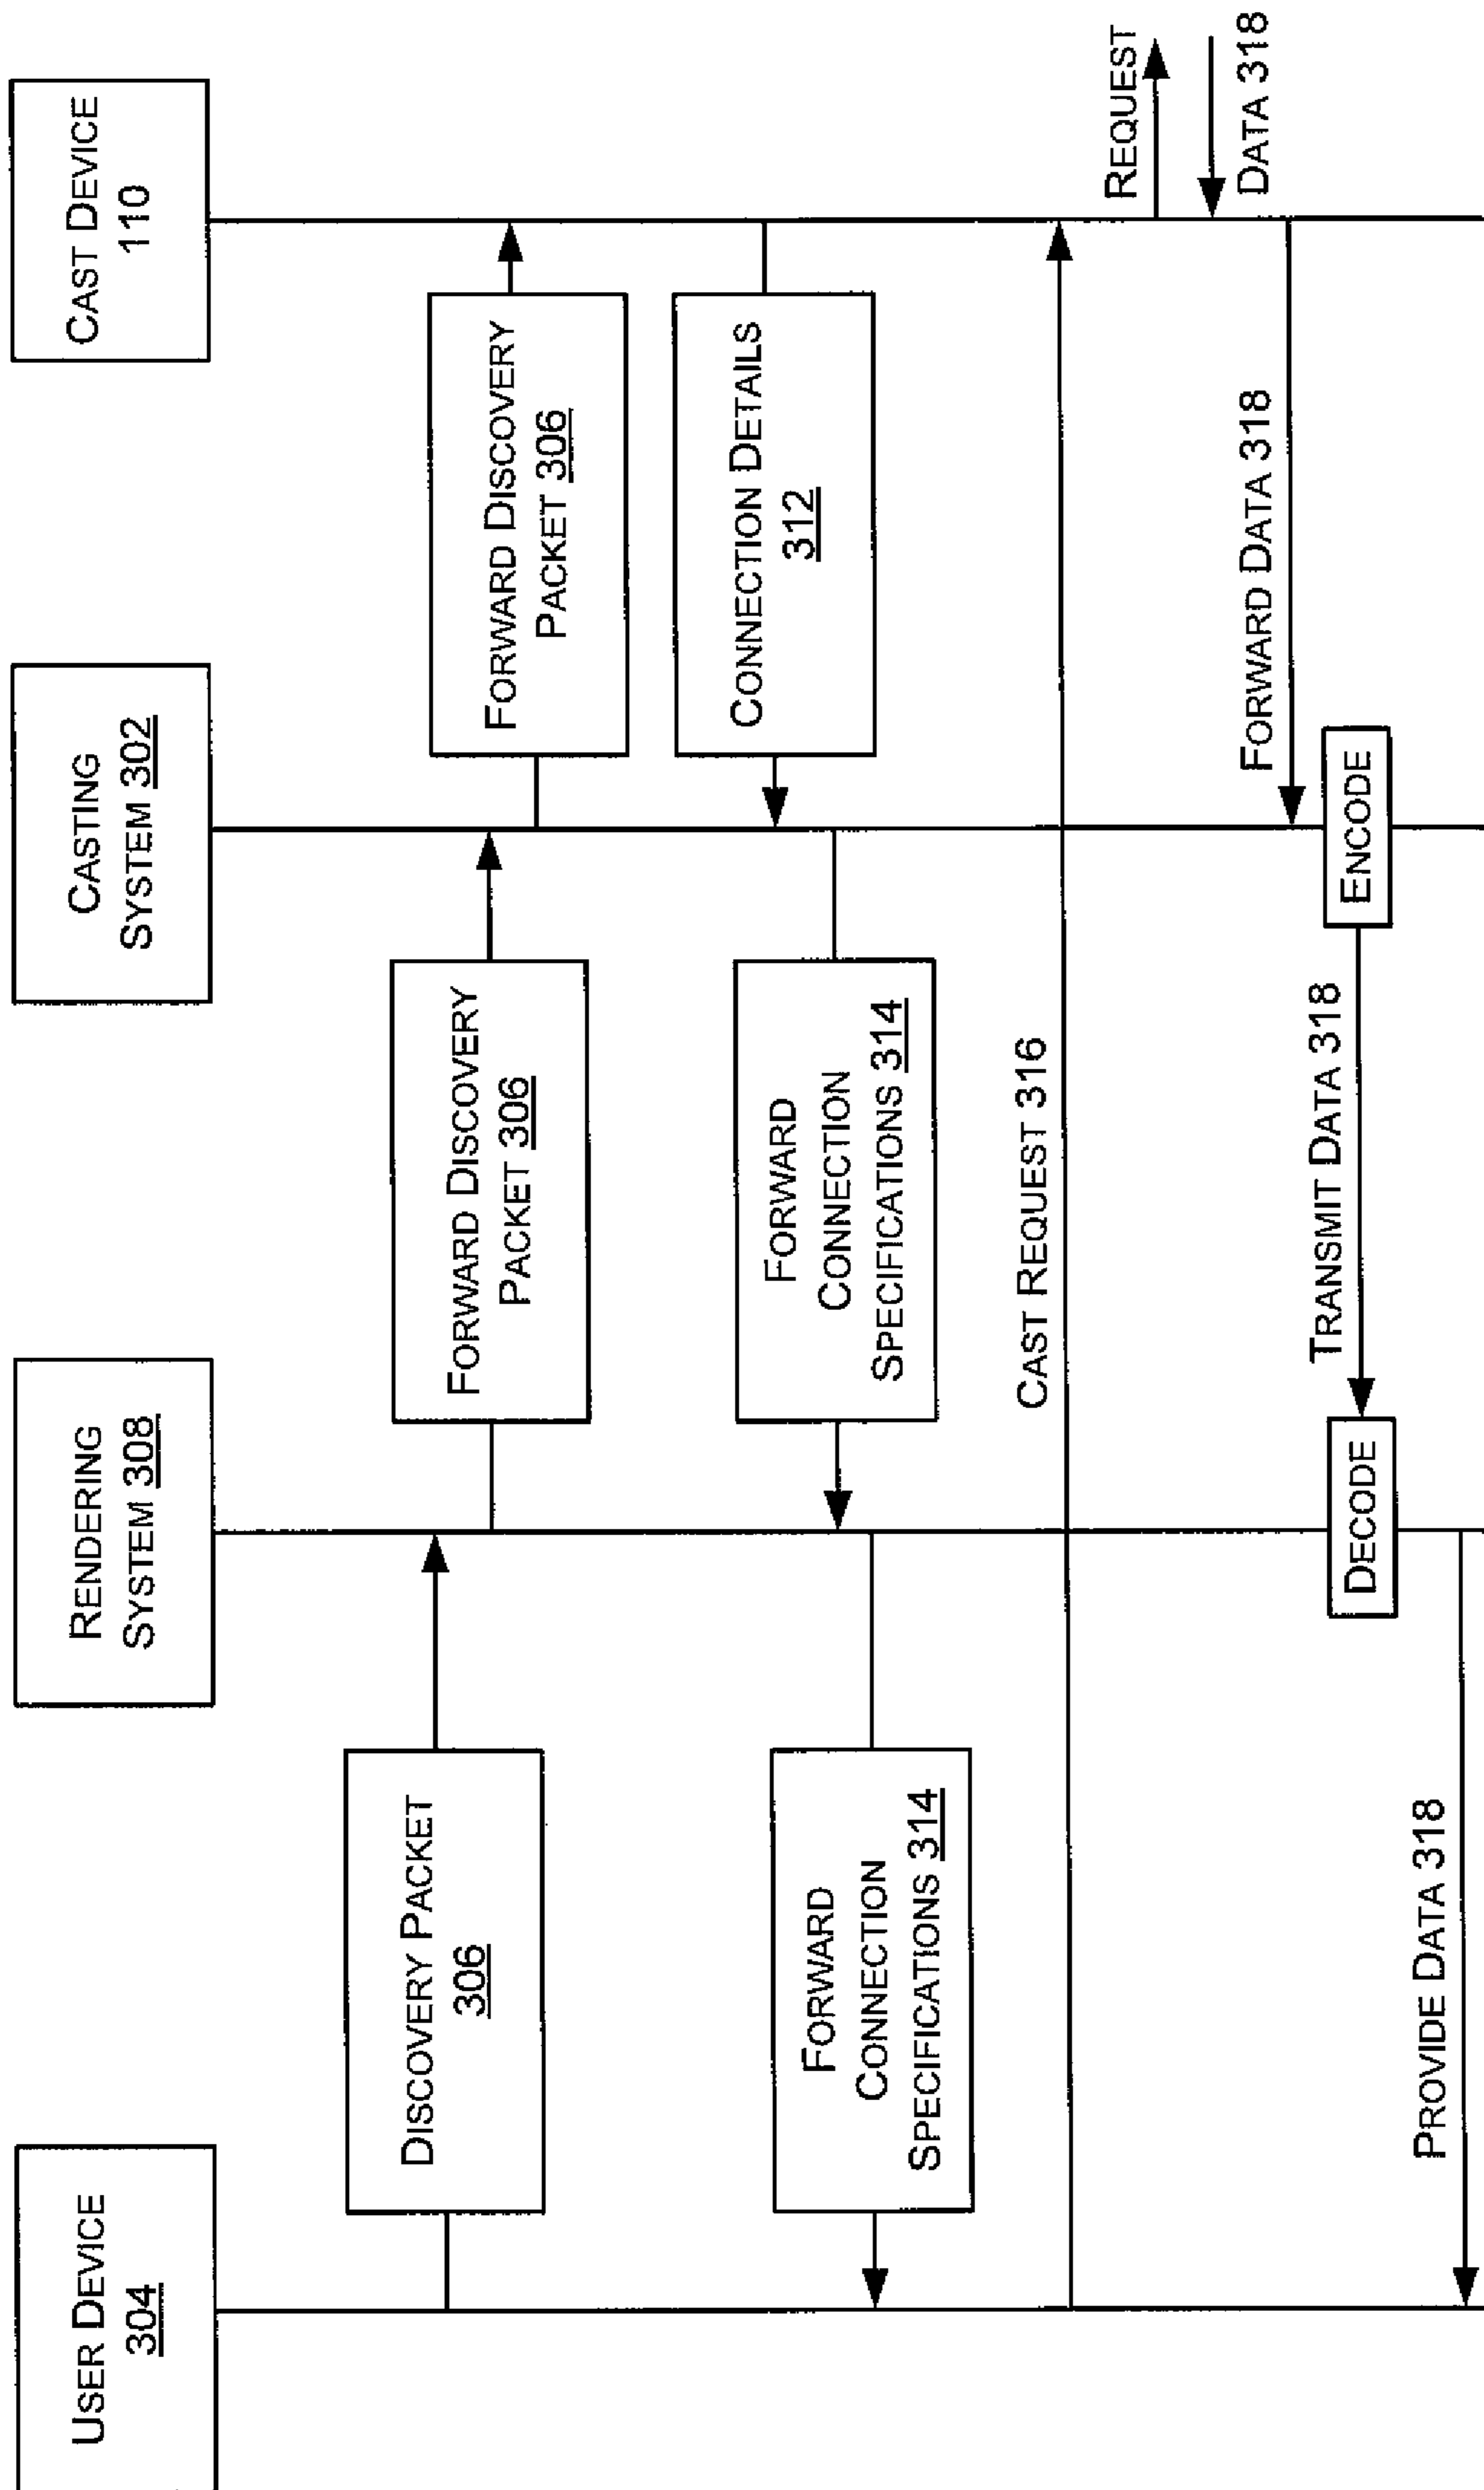 USER DEVICE
304
RENDERING
SYSTEM 308
CASTING
SYSTEM 302
CAST DEVICE
110
DISCOVERY PACKET
306
FORWARD DISCOVERY
PACKET 306
FORWARD DISCOVERY
PACKET 306
CONNECTION DETAILS
312
FORWARD
CONNECTION
SPECIFICATIONS 314
FORWARD
CONNECTION
SPECIFICATIONS 314
CAST REQUEST 316
REQUEST
DATA 318
FORWARD DATA 318
ENCODE
TRANSMIT DATA 318
DECODE
PROVIDE DATA 318